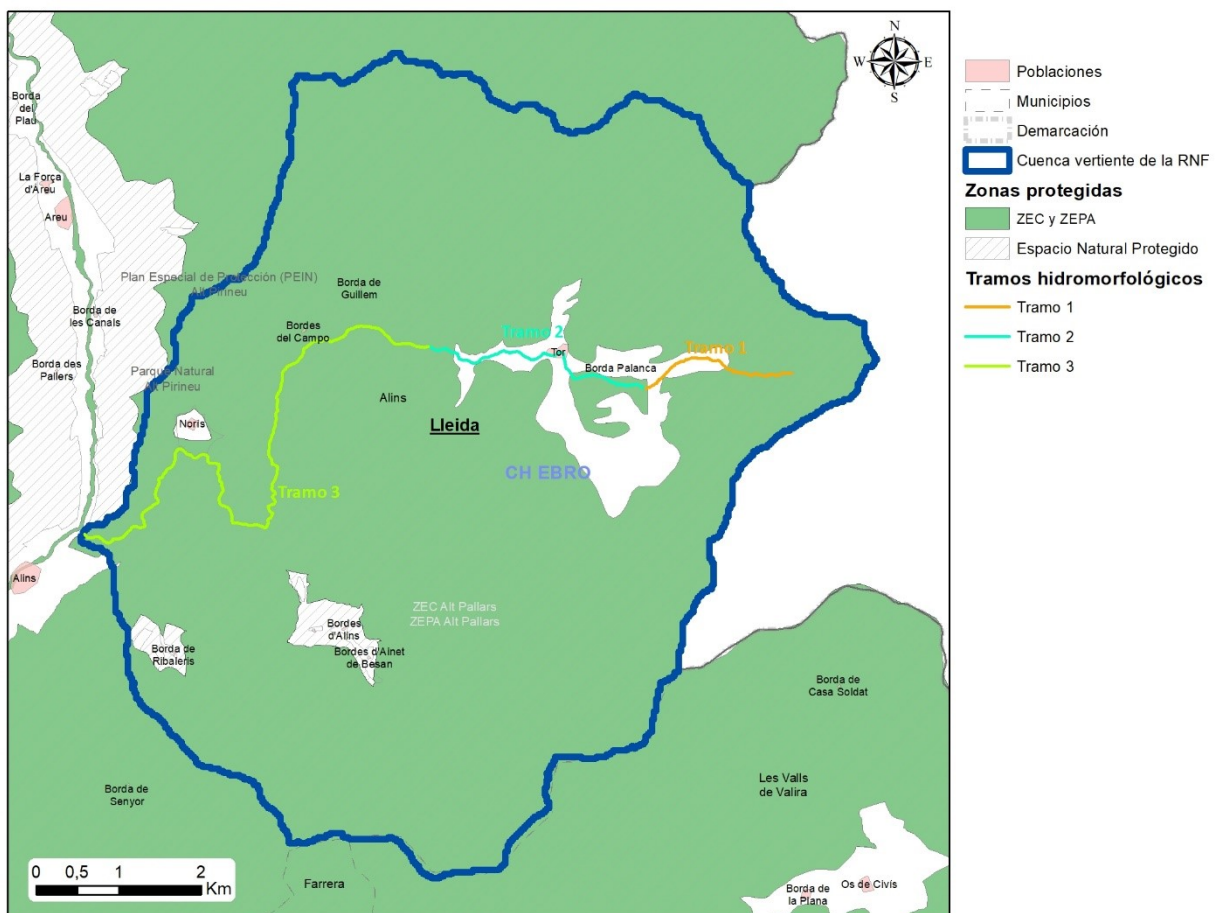 N
W
E
S
Borda
del
Plau
La Força
d'Areu
Areu
Plan Especial de Protección (PEIN)
Alt Pirineu
Borda de
Guillem
Borda de
les Canals
Bordes
del Campo
Tramo 2
Tor
Tramo 1
Borda des
Pallers
Parque Natural
Alt Pirineu
Borda Palanca
Alins
Noris
Lleida
CH EBRO
Tramo 3
Alins
ZEC Alt Pallars
ZEPA Alt Pallars
Bordes
d'Alins
Borda de
Ribalerís
Bordes d'Ainet
de Besan
Borda de
Casa Soldat
Borda de
Senyor
Les Valls
de Valira
Farrera
Borda de
la Plana
Os de Civís
0 0,5 1 2
Km
Poblaciones
Municipios
Demarcación
Cuenca vertiente de la RNF
Zonas protegidas
ZEC y ZEPA
Espacio Natural Protegido
Tramos hidromorfológicos
Tramo 1
Tramo 2
Tramo 3